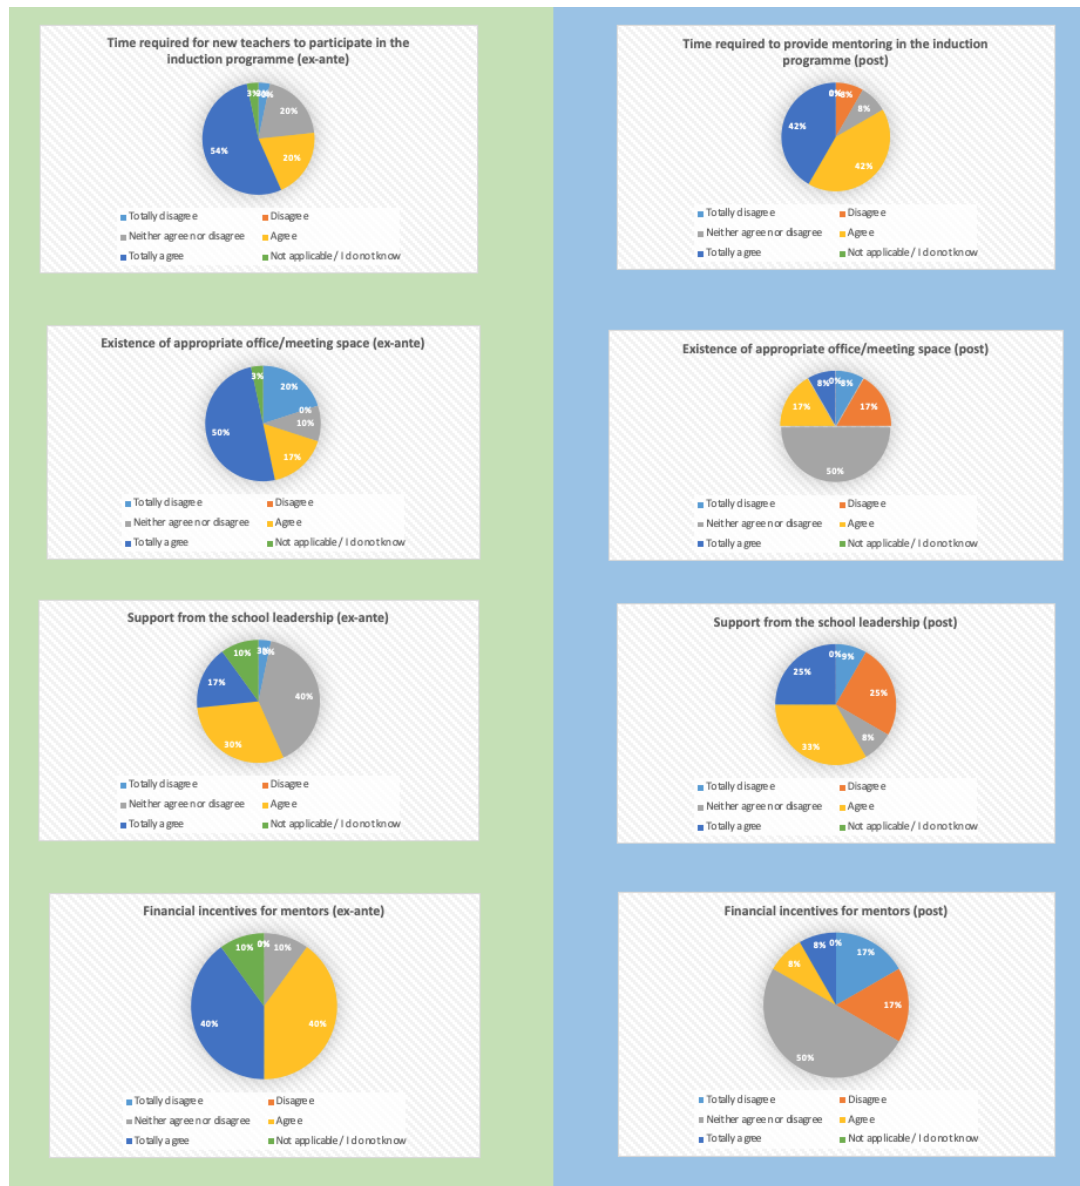 Time required for new teachers to participate in the
induction programme (ex-ante)
3% 3% 0%
20%
54%
20%
Totally disagree Disagree
Neither agree nor disagree Agree
Totally agree Not applicable / I do not know
Time required to provide mentoring in the induction
programme (post)
0% 8%
8%
42%
42%
Totally disagree Disagree
Neither agree nor disagree Agree
Totally agree Not applicable / I do not know
Existence of appropriate office/meeting space (ex-ante)
3%
20%
0%
10%
50%
17%
Totally disagree Disagree
Neither agree nor disagree Agree
Totally agree Not applicable / I do not know
Existence of appropriate office/meeting space (post)
8% 0% 8%
17% 17%
50%
Totally disagree Disagree
Neither agree nor disagree Agree
Totally agree Not applicable / I do not know
Support from the school leadership (ex-ante)
10% 3% 0%
17%
40%
30%
Totally disagree Disagree
Neither agree nor disagree Agree
Totally agree Not applicable / I do not know
Support from the school leadership (post)
0% 9%
25%
25%
8%
33%
Totally disagree Disagree
Neither agree nor disagree Agree
Totally agree Not applicable / I do not know
Financial incentives for mentors (ex-ante)
10% 0% 10%
40% 40%
Totally disagree Disagree
Neither agree nor disagree Agree
Totally agree Not applicable / I do not know
Financial incentives for mentors (post)
8% 0% 17%
8%
17%
50%
Totally disagree Disagree
Neither agree nor disagree Agree
Totally agree Not applicable / I do not know